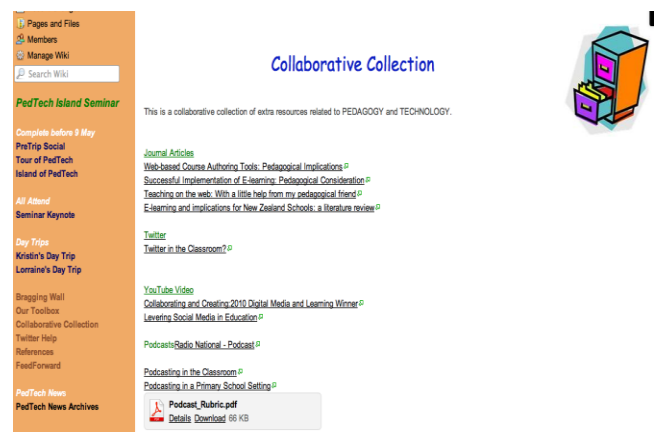 Pages and Files
Members
Manage Wiki
Search Wiki
PedTech Island Seminar
Complete before 9 May
PreTrip Social
Tour of PedTech
Island of PedTech
All Attend
Seminar Keynote
Day Trips
Kristin's Day Trip
Lorraine's Day Trip
Bragging Wall
Our Toolbox
Collaborative Collection
Twitter Help
References
FeedForward
PedTech News
PedTech News Archives
Collaborative Collection
This is a collaborative collection of extra resources related to PEDAGOGY and TECHNOLOGY.
Journal Articles
Web-based Course Authoring Tools: Pedagogical Implications
Successful Implementation of E-learning: Pedagogical Consideration
Teaching on the web: With a little help from my pedagogical friend
E-learning and implications for New Zealand Schools: a literature review
Twitter
Twitter in the Classroom?
YouTube Video
Collaborating and Creating:2010 Digital Media and Learning Winner
Levering Social Media in Education
PodcastsRadio National - Podcast
Podcasting in the Classroom
Podcasting in a Primary School Setting
Podcast_Rubric.pdf
Details Download 66 KB